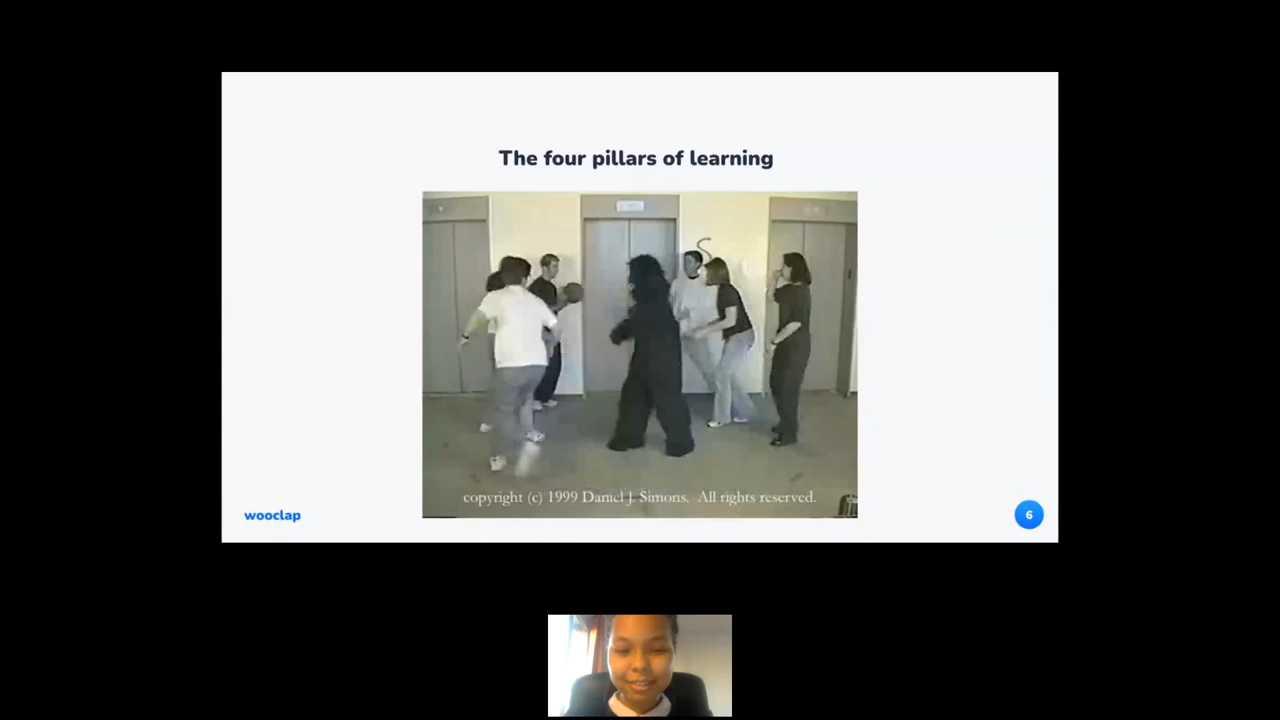 The four pillars of learning
S
copyright (c) 1999 Daniel J. Simons. All rights reserved.
wooclap
6